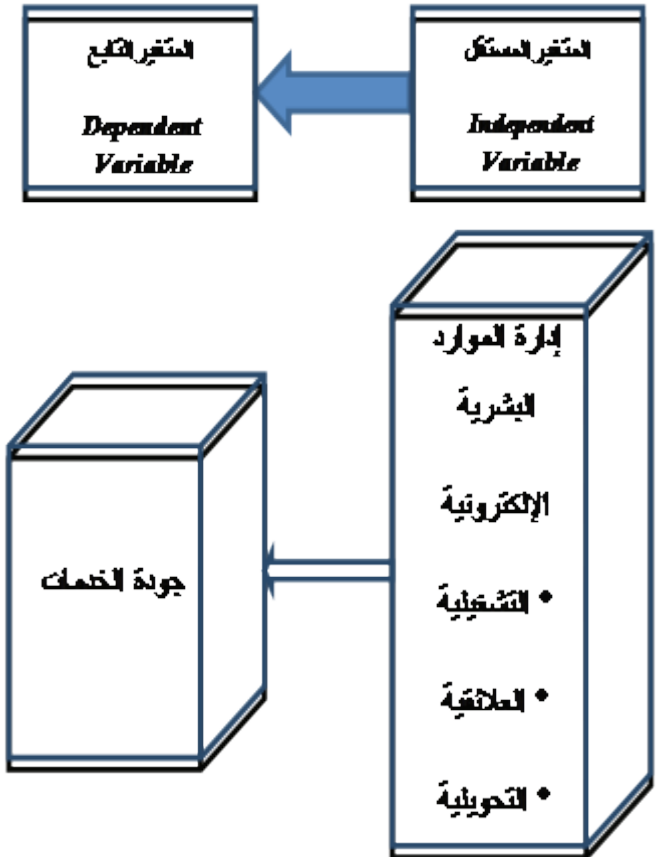 المتغير المستقل
Independent
Variable
المتغير التابع
Dependent
Variable
إدارة الموارد
البشرية
الإلكترونية
• التشغيلية
• العلائقية
• التحويلية
جودة الخدمات